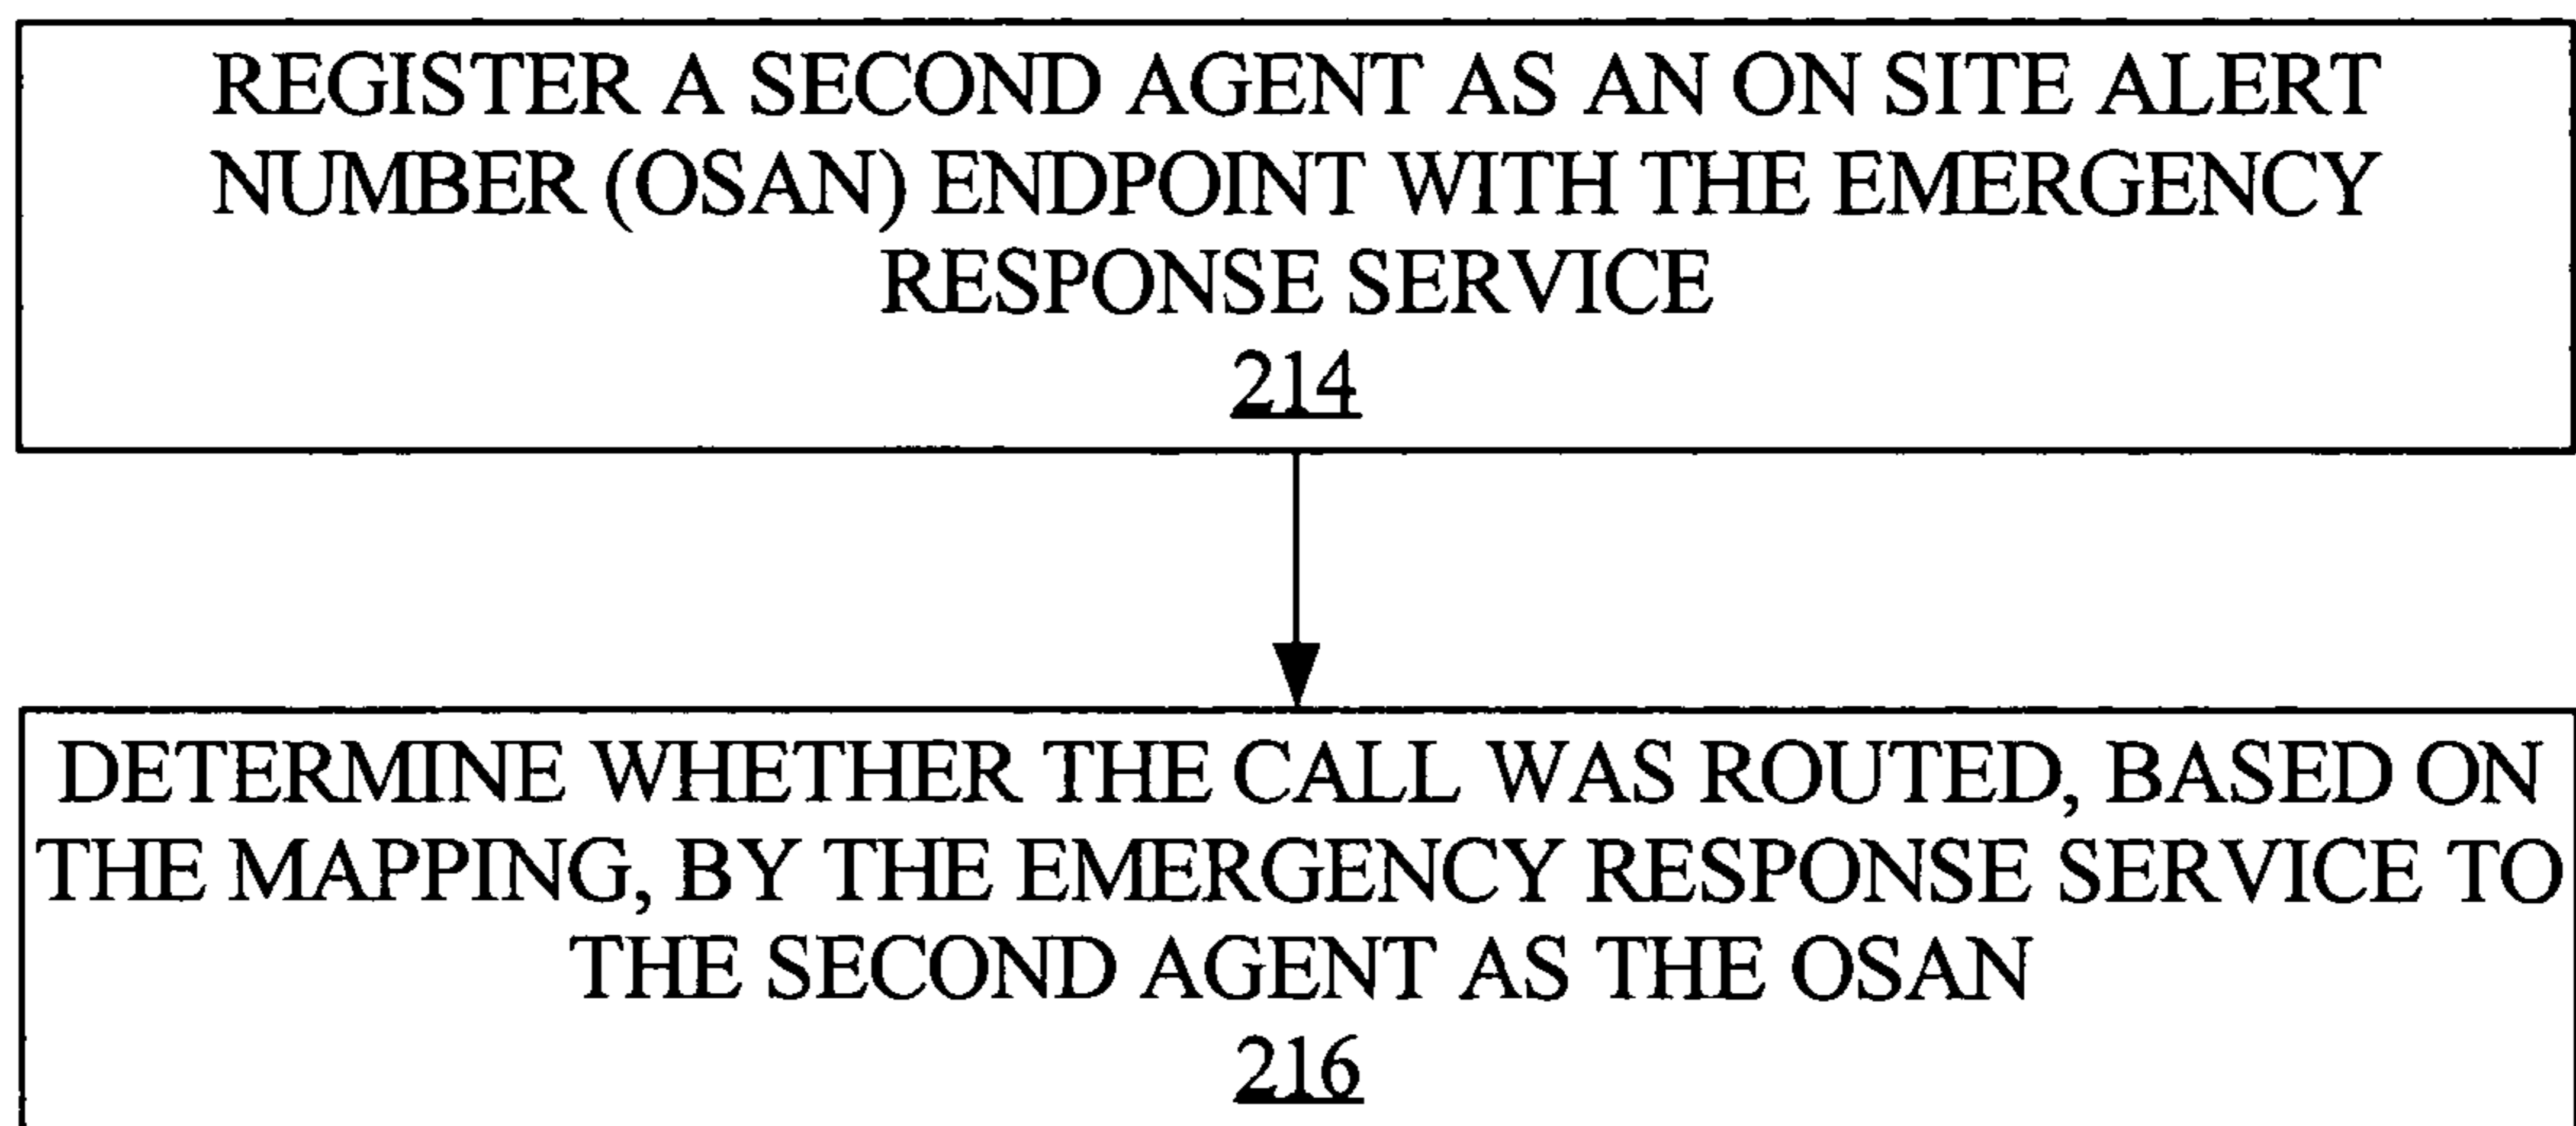 REGISTER A SECOND AGENT AS AN ON SITE ALERT
NUMBER (OSAN) ENDPOINT WITH THE EMERGENCY
RESPONSE SERVICE
214
DETERMINE WHETHER THE CALL WAS ROUTED, BASED ON
THE MAPPING, BY THE EMERGENCY RESPONSE SERVICE TO
THE SECOND AGENT AS THE OSAN
216